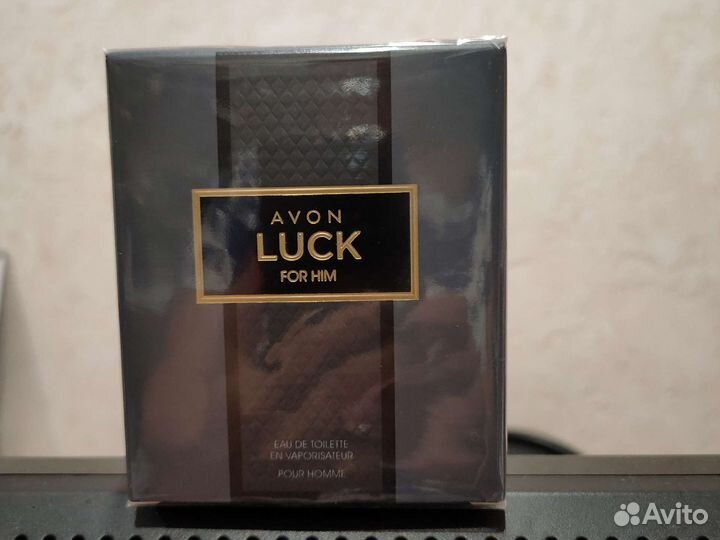 AVON
LUCK
FOR HIM
EAU DE TOILETTE
EN VAPORISATEUR
POUR HOMME
Avito